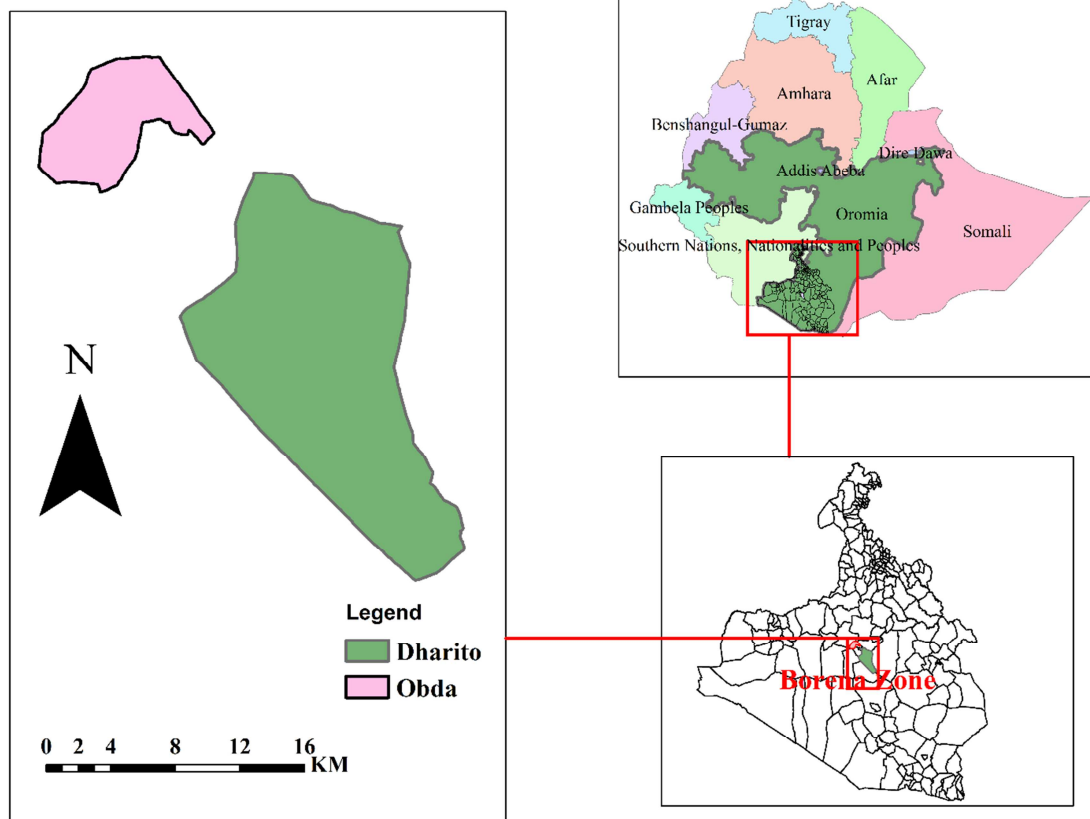 N
Legend
Dharito
Obda
0 2 4 8 12 16
KM
Tigray
Afar
Amhara
Benshangul-Gumaz
Dire Dawa
Addis Abeba
Gambela Peoples
Oromia
Somali
Southern Nations, Nationalities and Peoples
Borena Zone